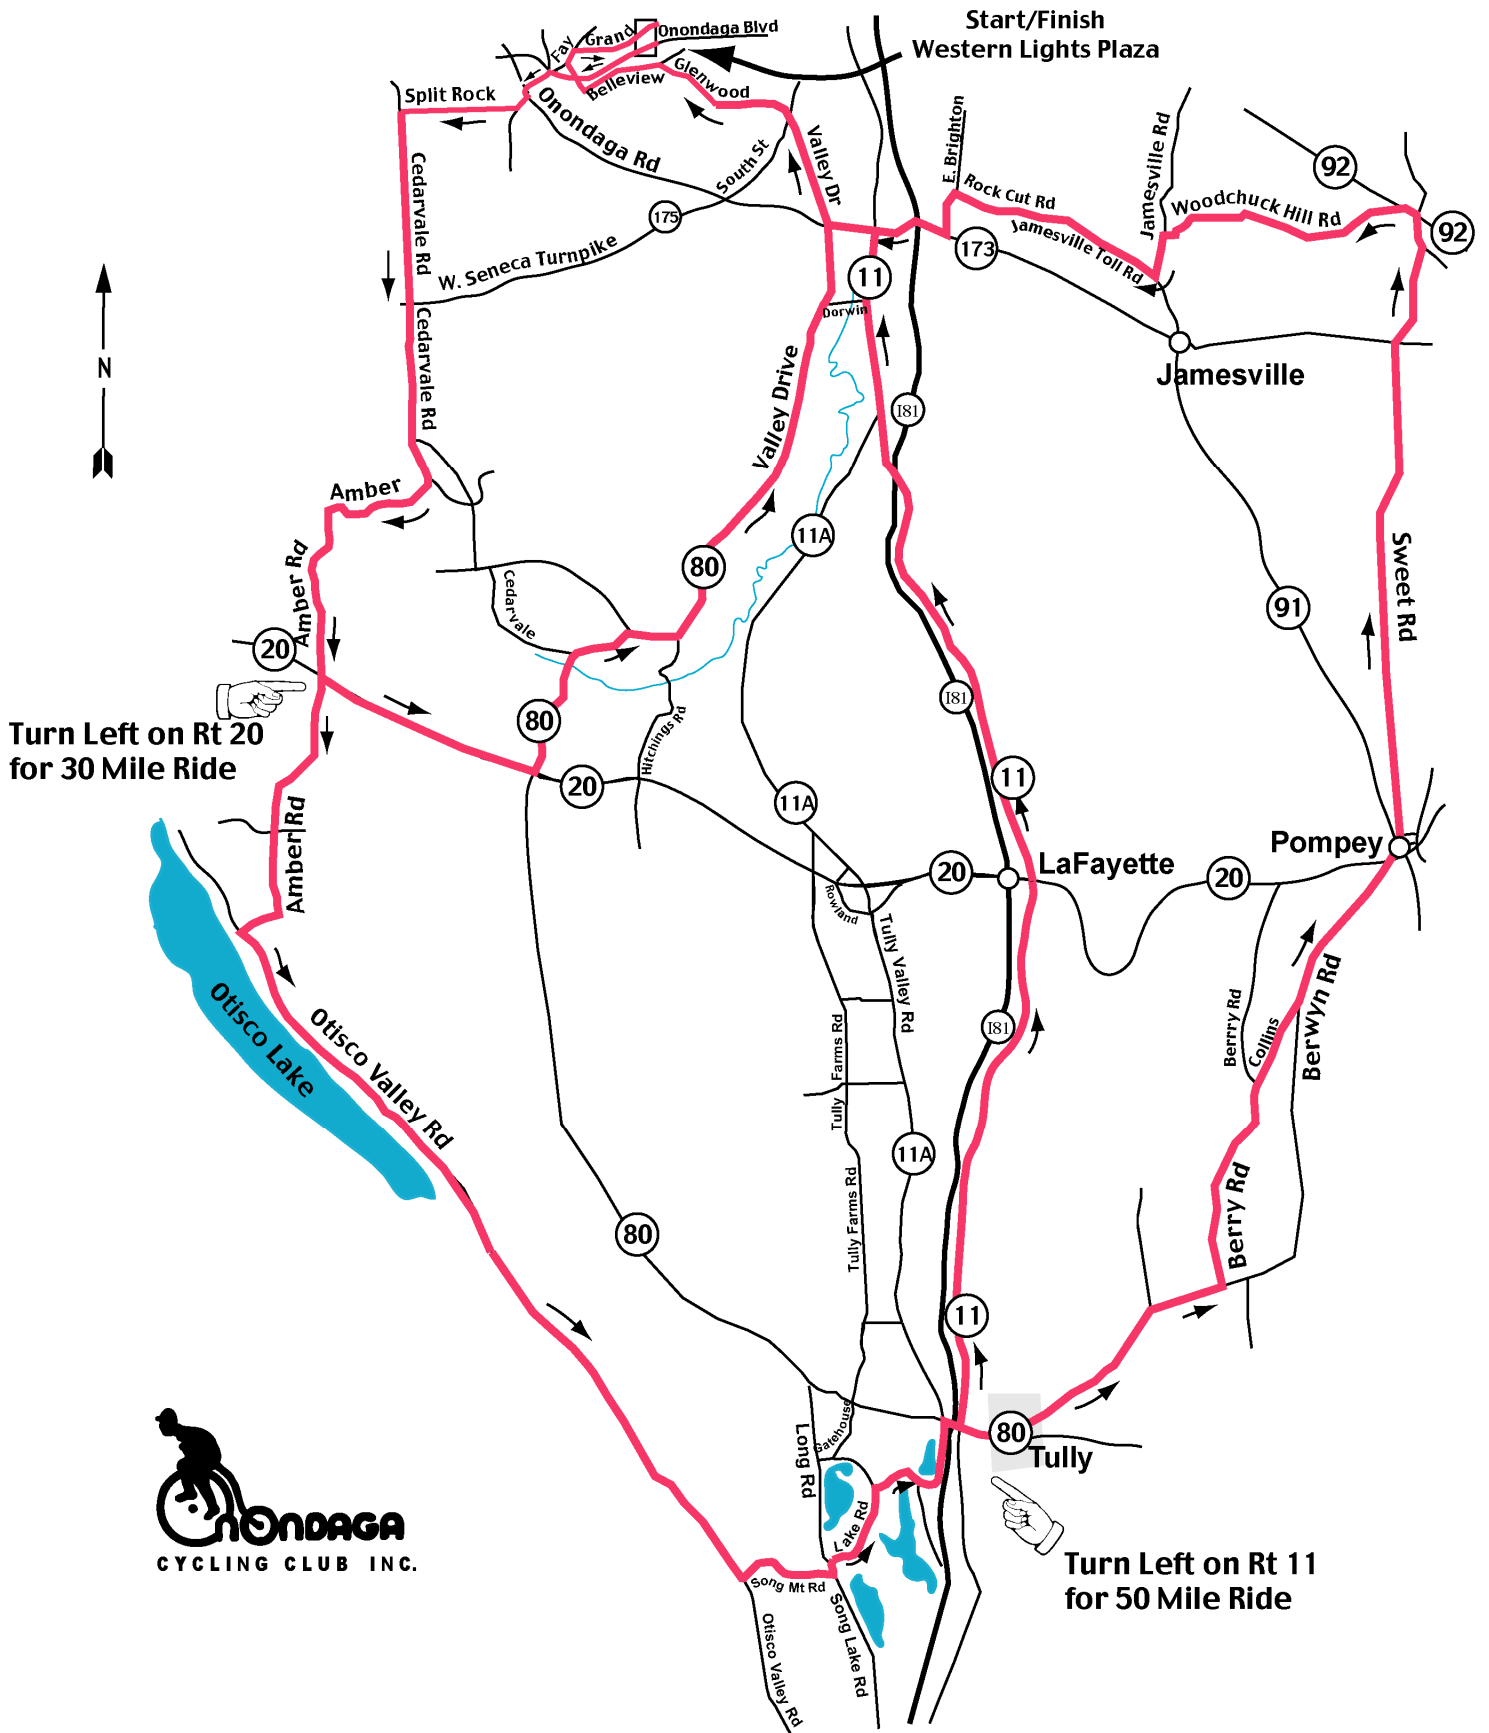 Start/Finish
Western Lights Plaza
Onondaga Blvd
Grand
Fay
Belleview
Glenwood
Split Rock
Onondaga Rd
South St
Valley Dr
E. Brighton
Rock Cut Rd
Jamesville Rd
Woodchuck Hill Rd
92
92
Jamesville Toll Rd
173
175
W. Seneca Turnpike
Cedarvale Rd
Cedarvale Rd
11
Dorwin
N
Jamesville
I81
Valley Drive
Amber
11A
80
Amber Rd
Cedarvale
Sweet Rd
91
20
I81
80
Hitchings Rd
Turn Left on Rt 20
for 30 Mile Ride
20
11A
11
Amber Rd
Pompey
LaFayette
20
20
Rowland
Tully Valley Rd
Otisco Lake
Otisco Valley Rd
Tully Farms Rd
I81
Berrry Rd
Collins
Berwyn Rd
11A
Tully Farms Rd
Berry Rd
80
11
Gatehouse
Long Rd
80
Tully
Lake Rd
Song Mt Rd
Song Lake Rd
Otisco Valley Rd
Turn Left on Rt 11
for 50 Mile Ride
ONONDAGA
CYCLING CLUB INC.